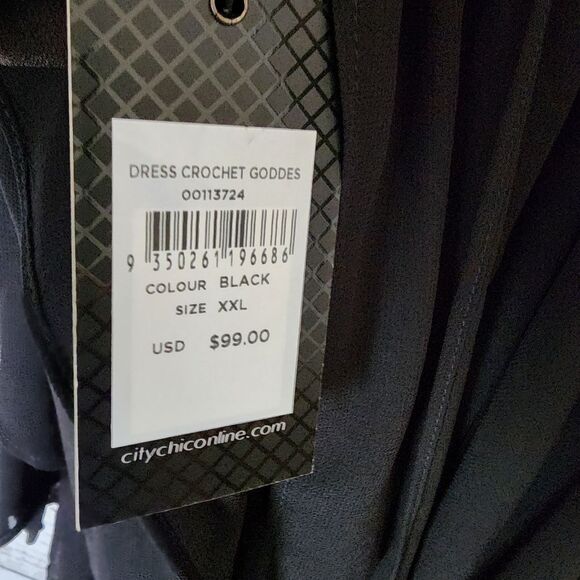 DRESS CROCHET GODDES
00113724
9 350261 196686
COLOUR BLACK
SIZE XXL
USD $99.00
citychiconline.com